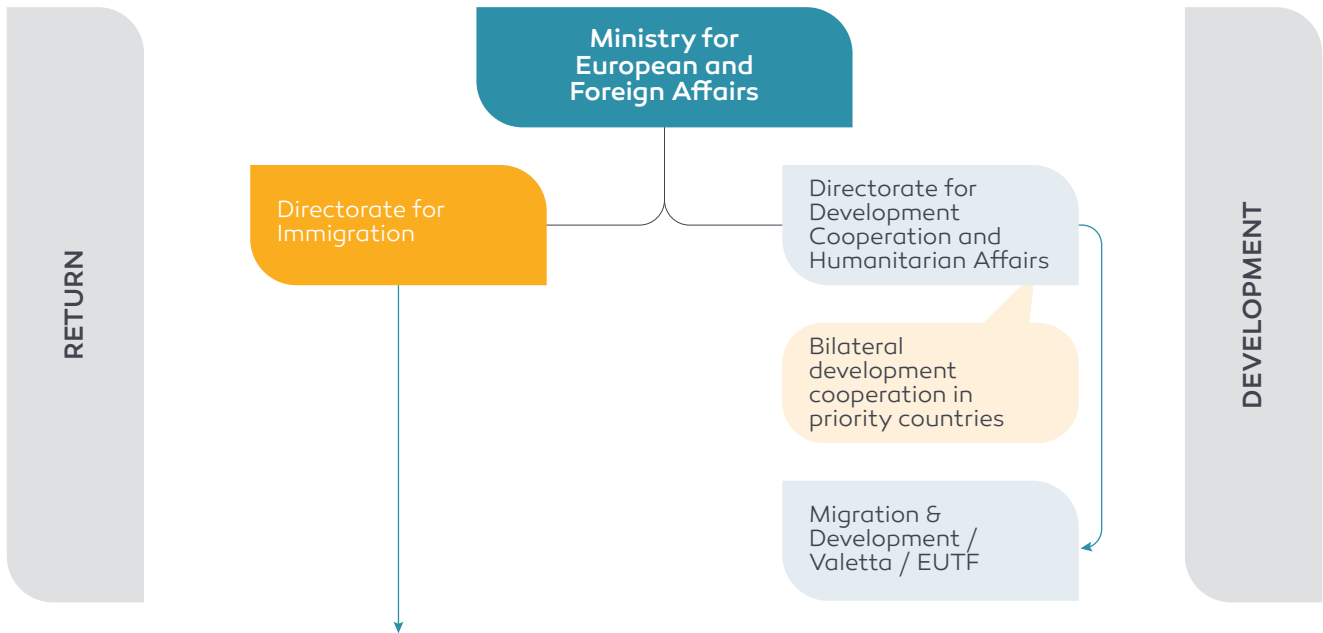 Ministry for
European and
Foreign Affairs
RETURN
Directorate for
Immigration
Directorate for
Development
Cooperation and
Humanitarian Affairs
Bilateral
development
cooperation in
priority countries
Migration &
Development /
Valetta / EUTF
DEVELOPMENT